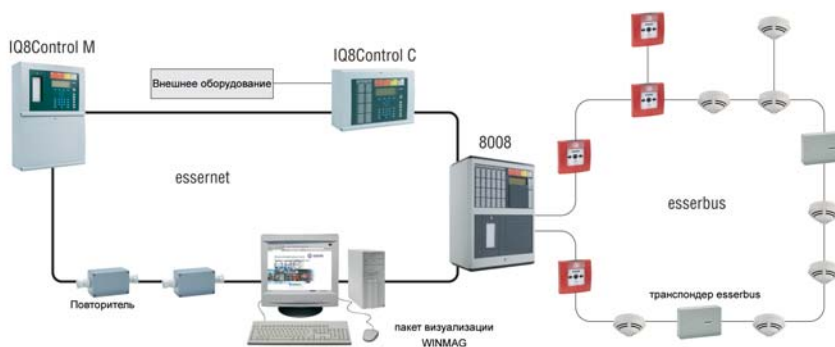 IQ8Control M
IQ8Control C
Внешнее оборудование
8008
essernet
esserbus
Повторитель
транспондер esserbus
пакет визуализации
WINMAG